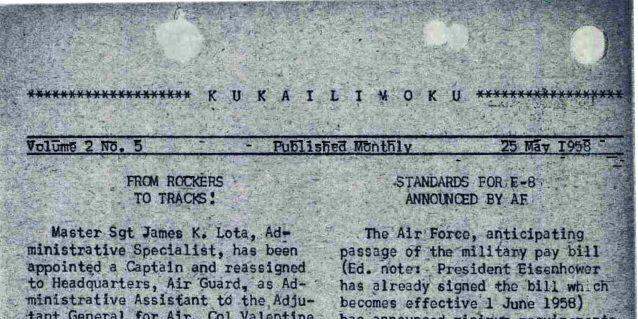 ******************* K U K A I L I M O K U *****************
Volume 2 No. 5 - Published Monthly 25 May 1958
FROM ROCKERS
TO TRACKS!
Master Sgt James K. Lota, Ad-
ministrative Specialist, has been
appointed a Captain and reassigned
to Headquarters, Air Guard, as Ad-
ministrative Assistant to the Adju-
tant General for Air, Col Valentine
STANDARDS FOR E-8
ANNOUNCED BY AF
The Air Force, anticipating
passage of the military pay bill
(Ed. note: President Eisenhower
has already signed the bill which
becomes effective 1 June 1958)
has announced minimum requirements